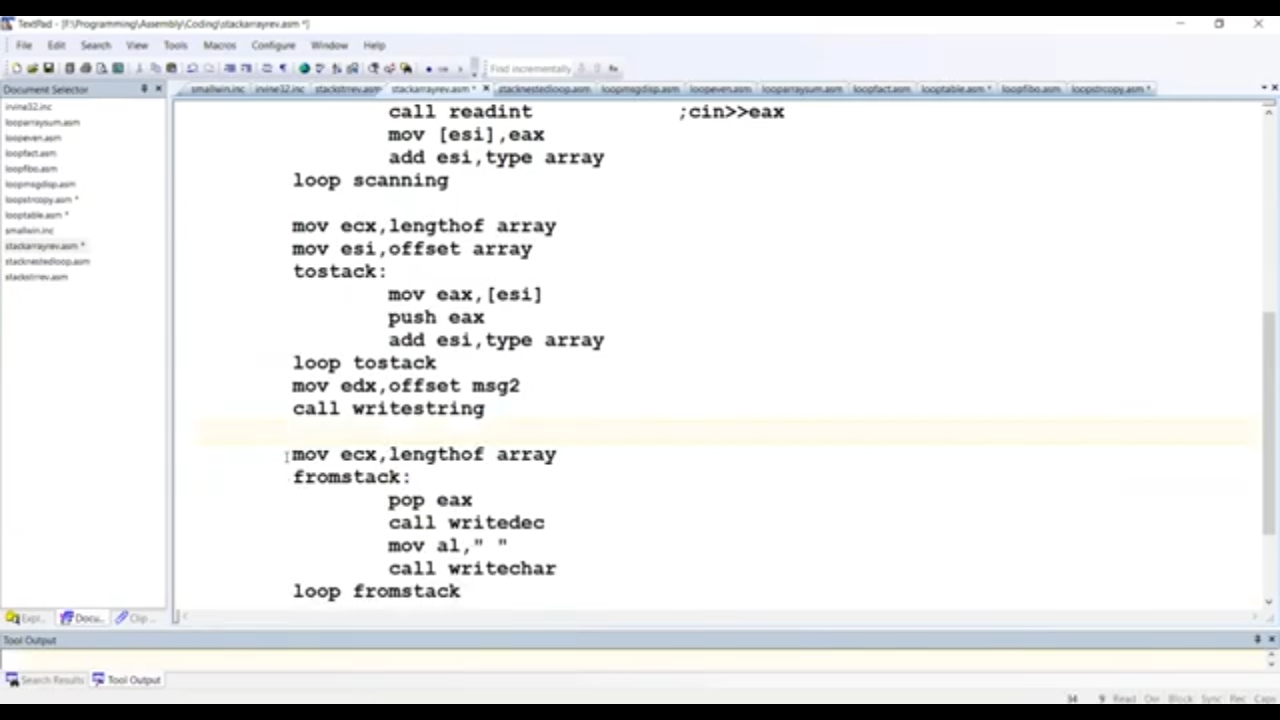 TextPad - [F:\Programming\Assembly\Coding\stackarrayrev.asm *]
File Edit Search View Tools Macros Configure Window Help
Find incrementally
Document Selector
smallwin.inc irvine32.inc stackstrrev.asm stackarrayrev.asm * stacknestedloop.asm loopmsgdisp.asm loopeven.asm looparraysum.asm loopfact.asm looptable.asm * loopfibo.asm loopstrcopy.asm *
irvine32.inc
looparraysum.asm
loopeven.asm
loopfact.asm
loopfibo.asm
loopmsgdisp.asm
loopstrcopy.asm *
looptable.asm *
smallwin.inc
stackarrayrev.asm *
stacknestedloop.asm
stackstrrev.asm
call readint ;cin>>eax
mov [esi],eax
add esi,type array
loop scanning
mov ecx,lengthof array
mov esi,offset array
tostack:
mov eax,[esi]
push eax
add esi,type array
loop tostack
mov edx,offset msg2
call writestring
mov ecx,lengthof array
fromstack:
pop eax
call writedec
mov al," "
call writechar
loop fromstack
Expl... Docu... Clip ...
Tool Output
Search Results Tool Output
34 9 Read Ovr Block Sync Rec Caps